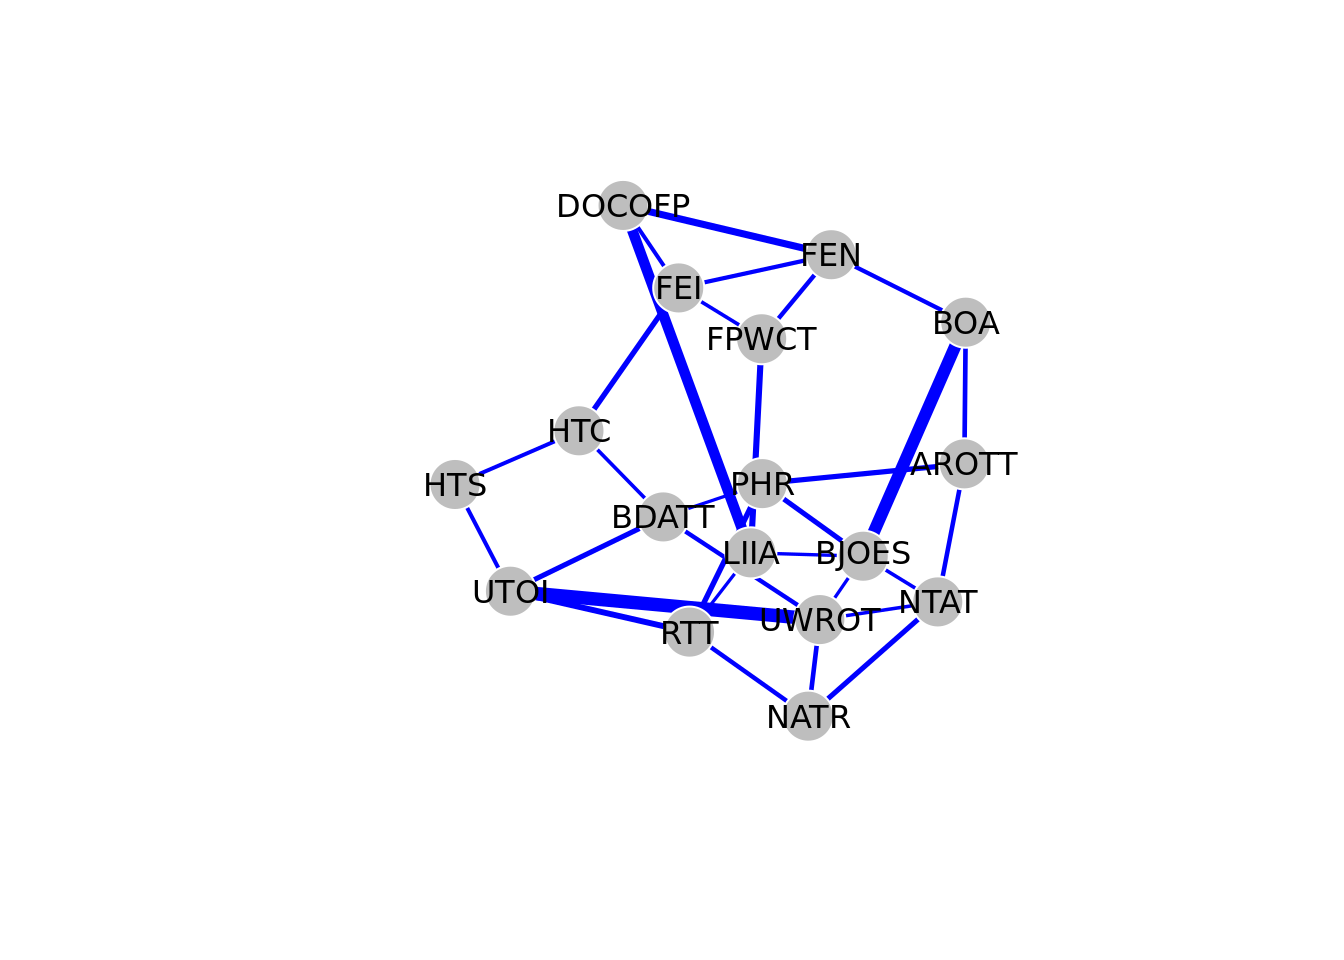 DOCOFP
FEN
FEI
BOA
FPWCT
HTC
AROTT
HTS
PHR
BDATT
LIIA
BJOES
UTOI
NTAT
UWROT
RTT
NATR